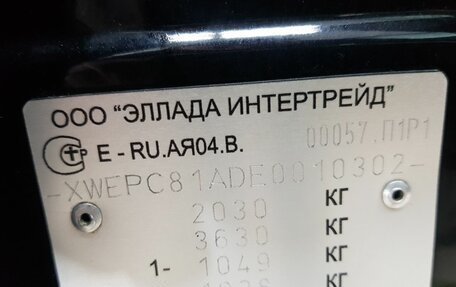 ООО “ЭЛЛАДА ИНТЕРТРЕЙД”
E - RU.АЯ04.В. 00057.П1Р1
-XWEPC81ADE0010302-
2030 КГ
3630 КГ
1- 1049 КГ
КГ